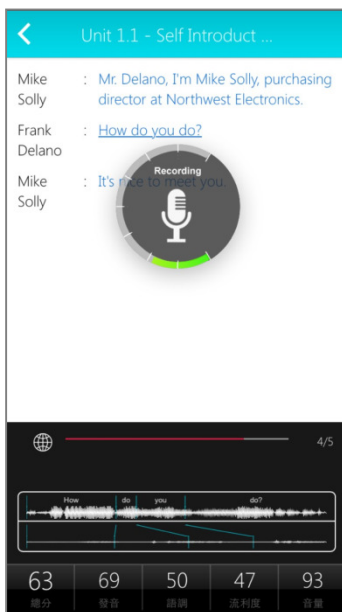 Unit 1.1 - Self Introduct ...
Mike Solly : Mr. Delano, I'm Mike Solly, purchasing
director at Northwest Electronics.
Frank Delano : How do you do?
Mike Solly : It's nice to meet you.
Recording
4/5
How do you do?
63 69 50 47 93
總分 發音 語調 流利度 音量